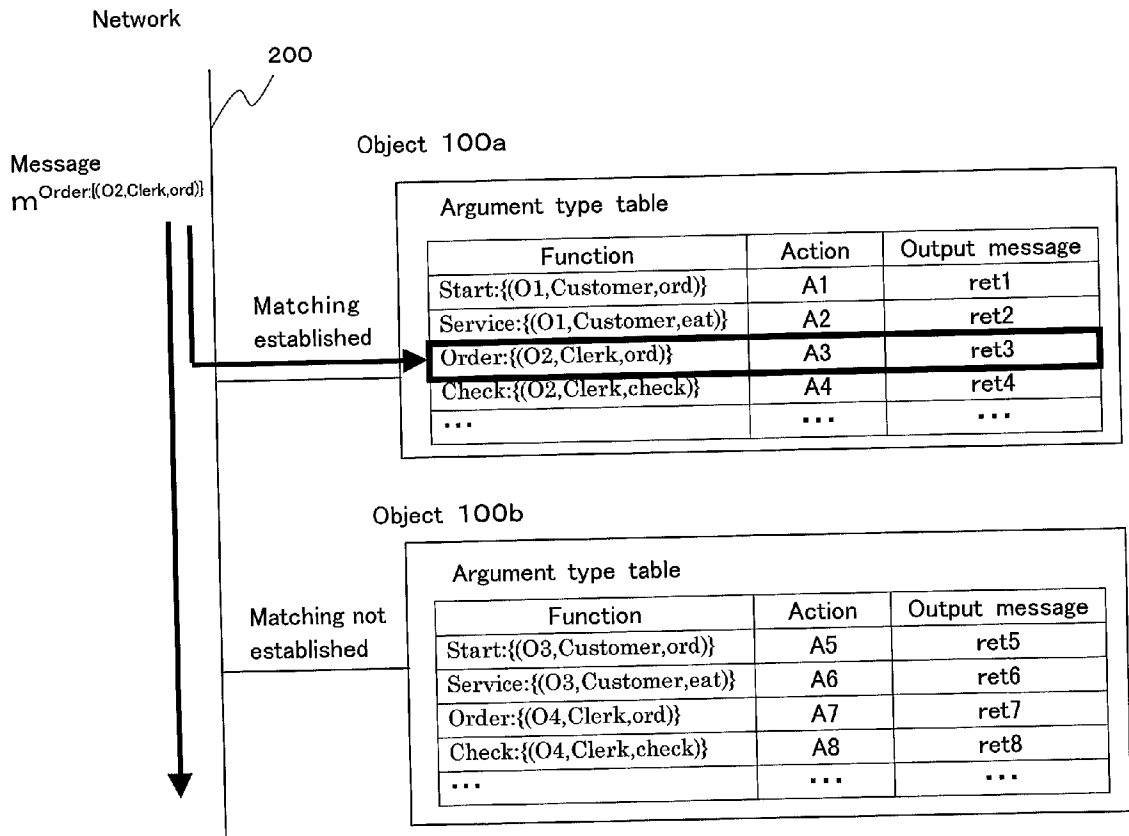 Network
200
Message
m Order:{(O2,Clerk,ord)}
Object 100a
Argument type table
Function Action Output message
Start:{(O1,Customer,ord)} A1 ret1
Service:{(O1,Customer,eat)} A2 ret2
Order:{(O2,Clerk,ord)} A3 ret3
Check:{(O2,Clerk,check)} A4 ret4
... ... ...
Matching
established
Object 100b
Argument type table
Function Action Output message
Start:{(O3,Customer,ord)} A5 ret5
Service:{(O3,Customer,eat)} A6 ret6
Order:{(O4,Clerk,ord)} A7 ret7
Check:{(O4,Clerk,check)} A8 ret8
... ... ...
Matching not
established